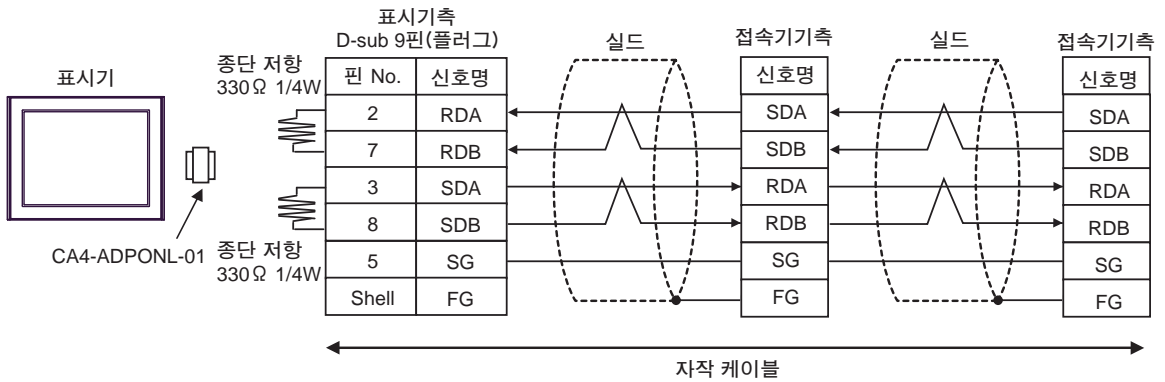 표시기측
D-sub 9핀(플러그)
실드
접속기기측
실드
접속기기측
표시기
종단 저항
330Ω 1/4W
핀 No. 신호명
2 RDA
7 RDB
3 SDA
8 SDB
5 SG
Shell FG
신호명
SDA
SDB
RDA
RDB
SG
FG
신호명
SDA
SDB
RDA
RDB
SG
FG
CA4-ADPONL-01
종단 저항
330Ω 1/4W
자작 케이블